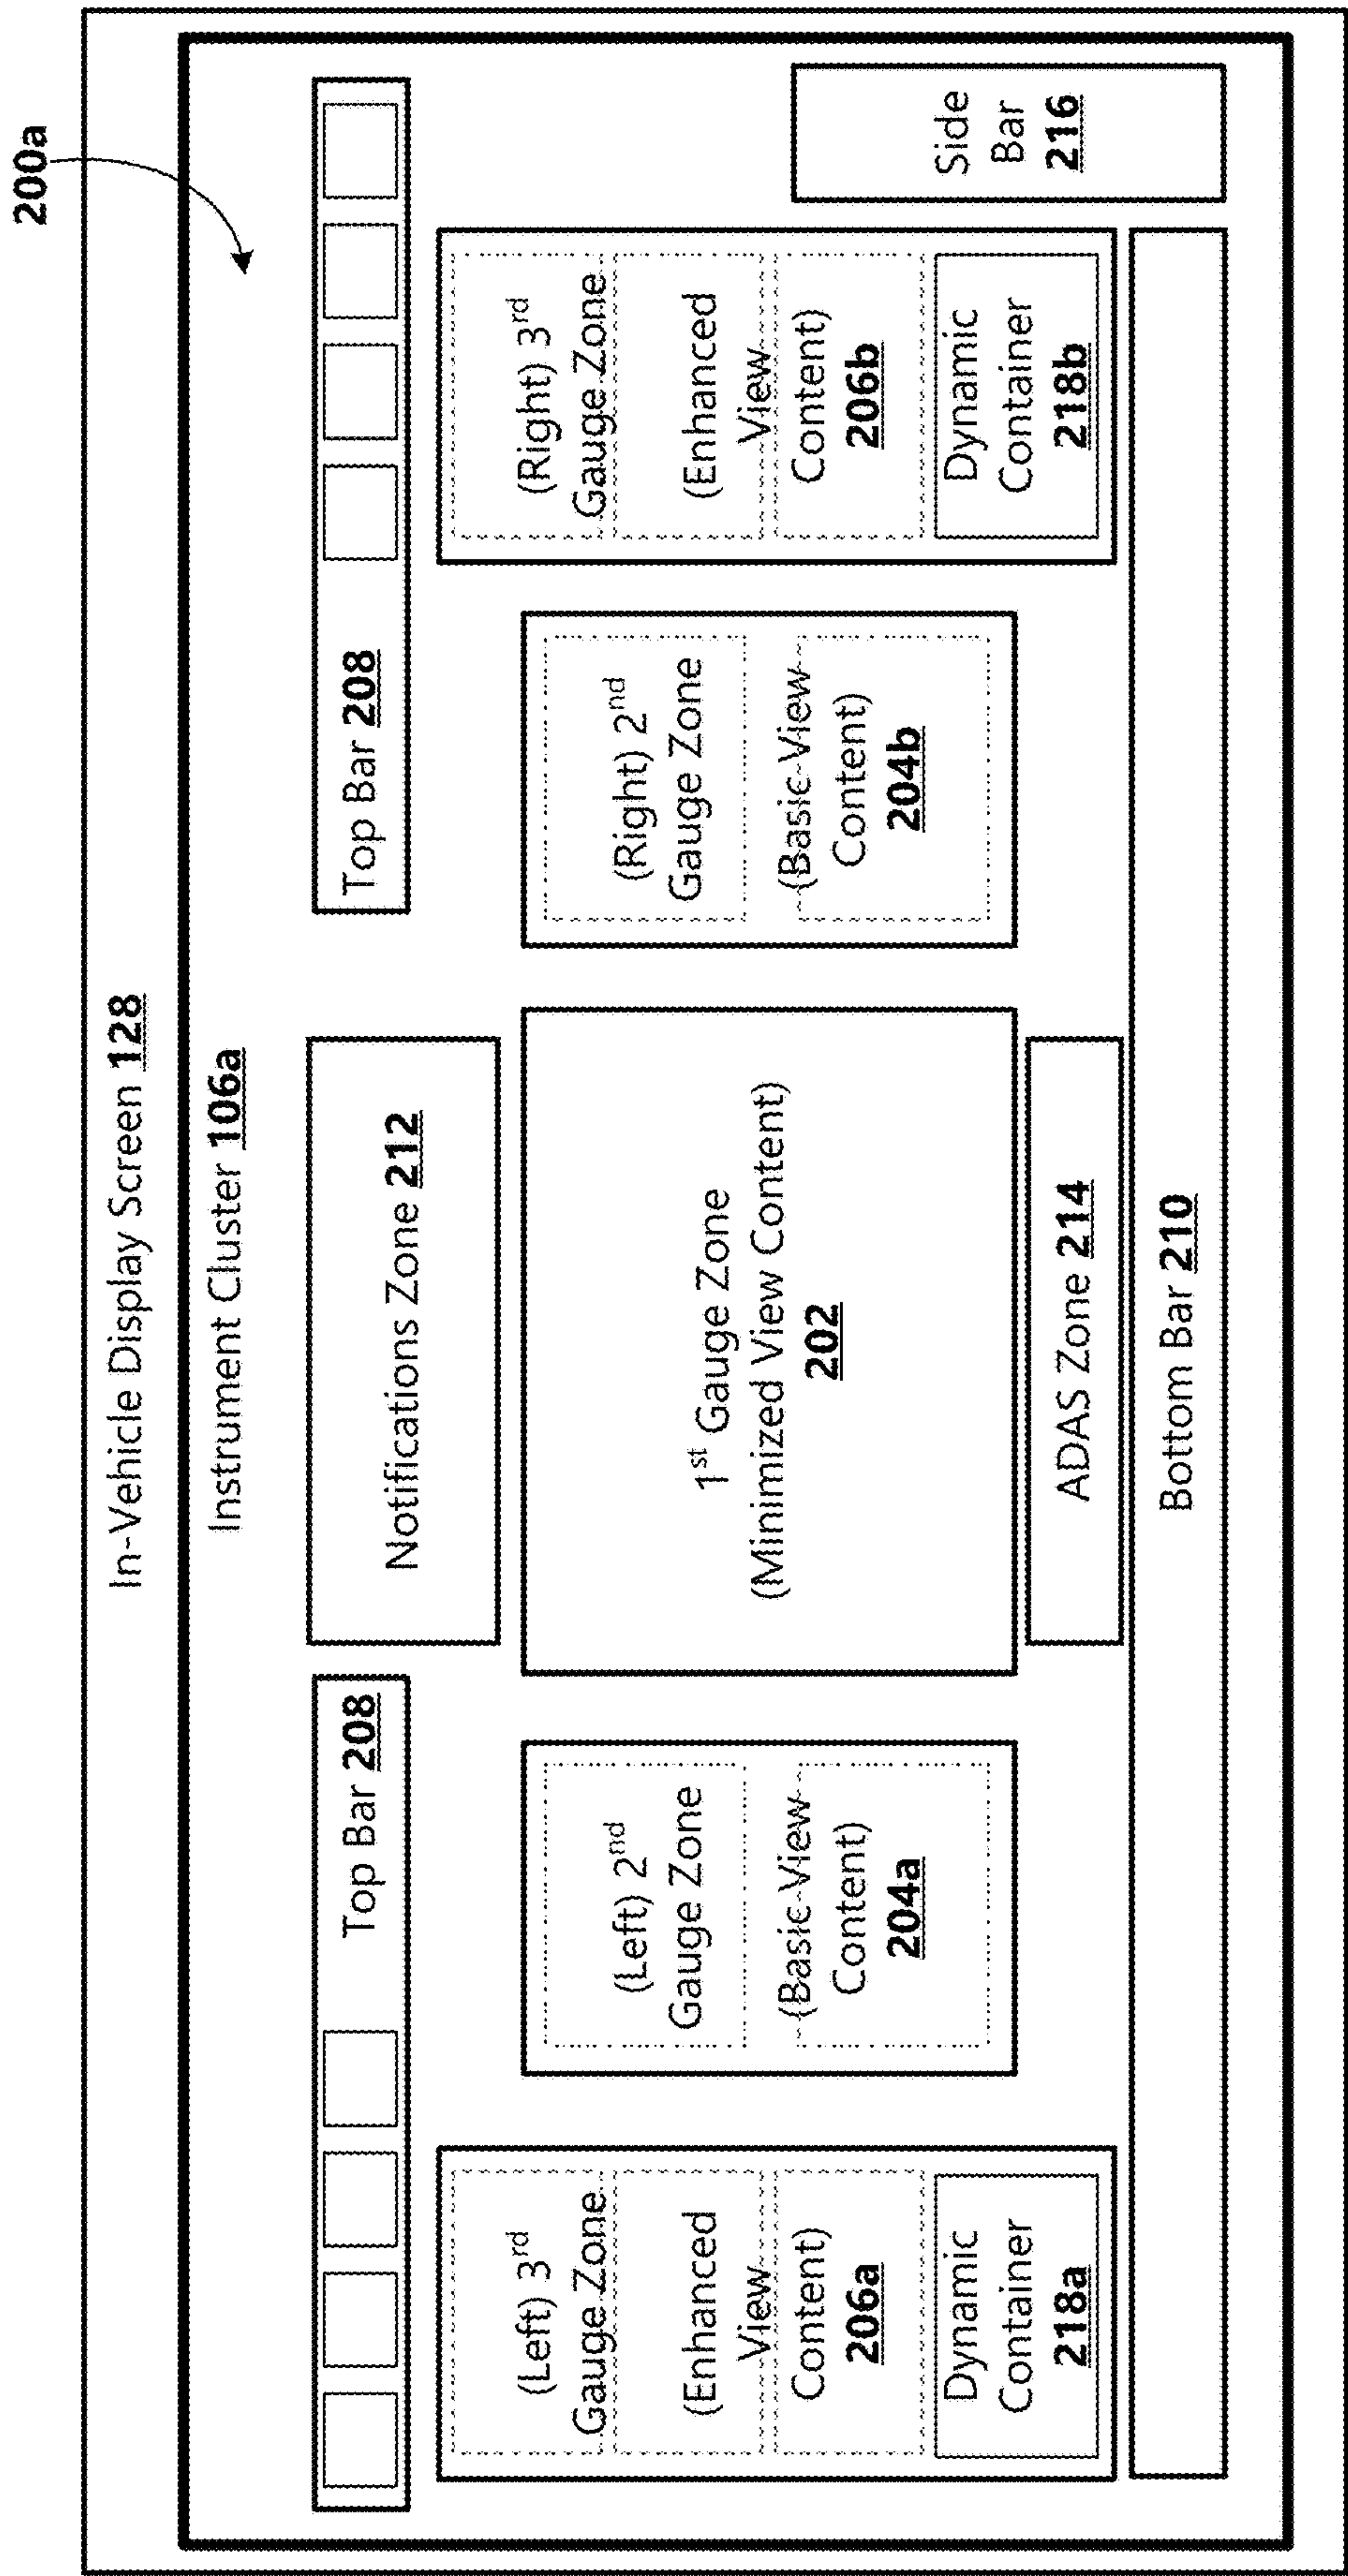 200a
In-Vehicle Display Screen 128
Instrument Cluster 106a
Top Bar 208
Notifications Zone 212
Top Bar 208
(Left) 3rd
Gauge Zone
(Enhanced
View
Content)
206a
Dynamic
Container
218a
(Left) 2nd
Gauge Zone
(Basic View
Content)
204a
1st Gauge Zone
(Minimized View Content)
202
(Right) 2nd
Gauge Zone
(Basic View
Content)
204b
(Right) 3rd
Gauge Zone
(Enhanced
View
Content)
206b
Dynamic
Container
218b
Side
Bar
216
ADAS Zone 214
Bottom Bar 210